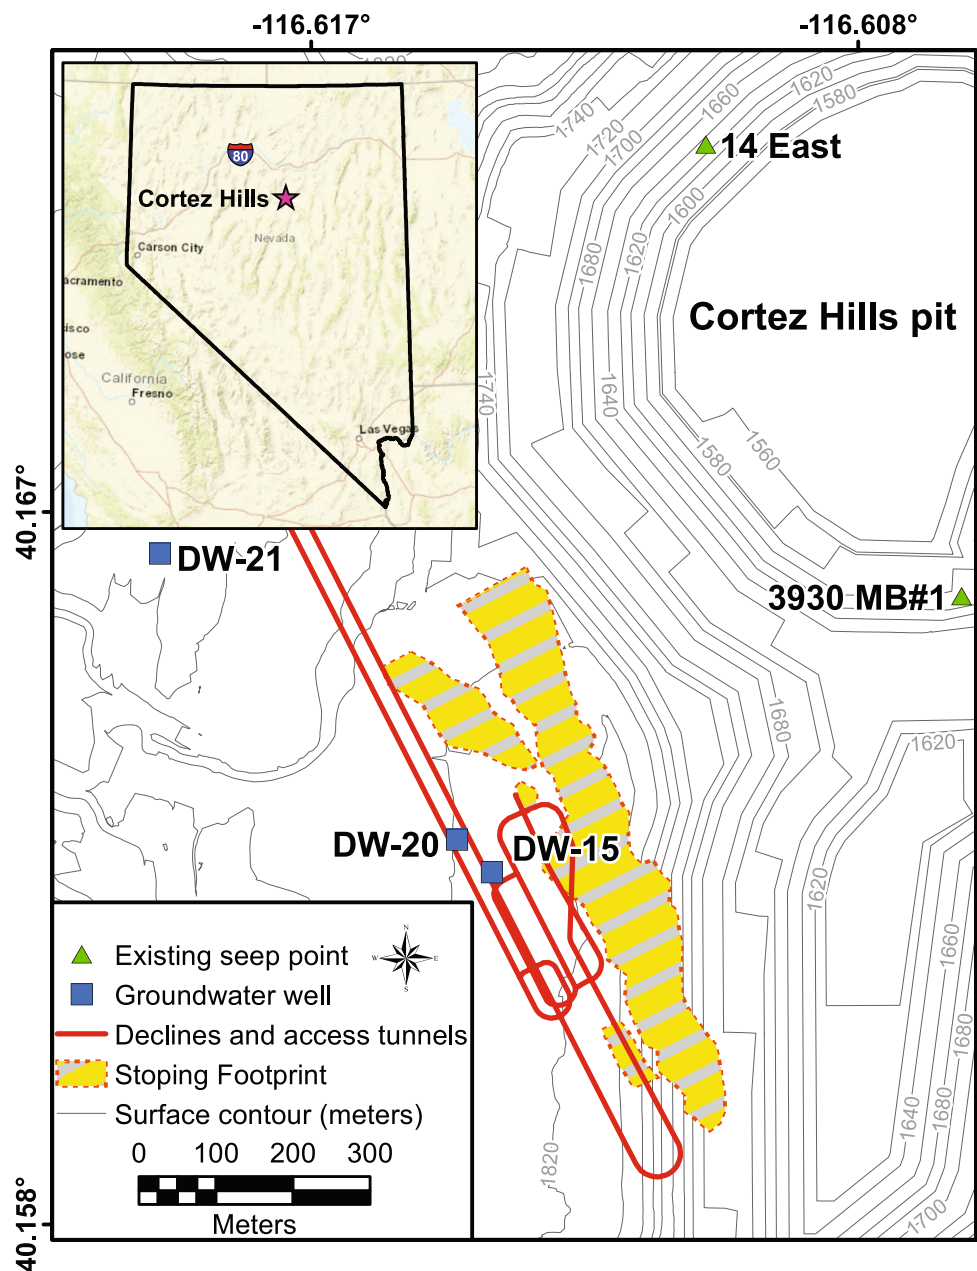 -116.617°
-116.608°
1740
1720
1700
1660
1620
1580
14 East
80
Cortez Hills
Nevada
Carson City
acramento
isco
ose
California
Fresno
Las Vegas
1600
1680
1620
Cortez Hills pit
1740
1640
1580
1560
40.167°
DW-21
3930 MB#1
1680
1620
DW-20
DW-15
1620
1660
1680
Existing seep point
N
W
E
S
Groundwater well
Declines and access tunnels
Stoping Footprint
Surface contour (meters)
0 100 200 300
Meters
1820
1640
1680
1700
40.158°